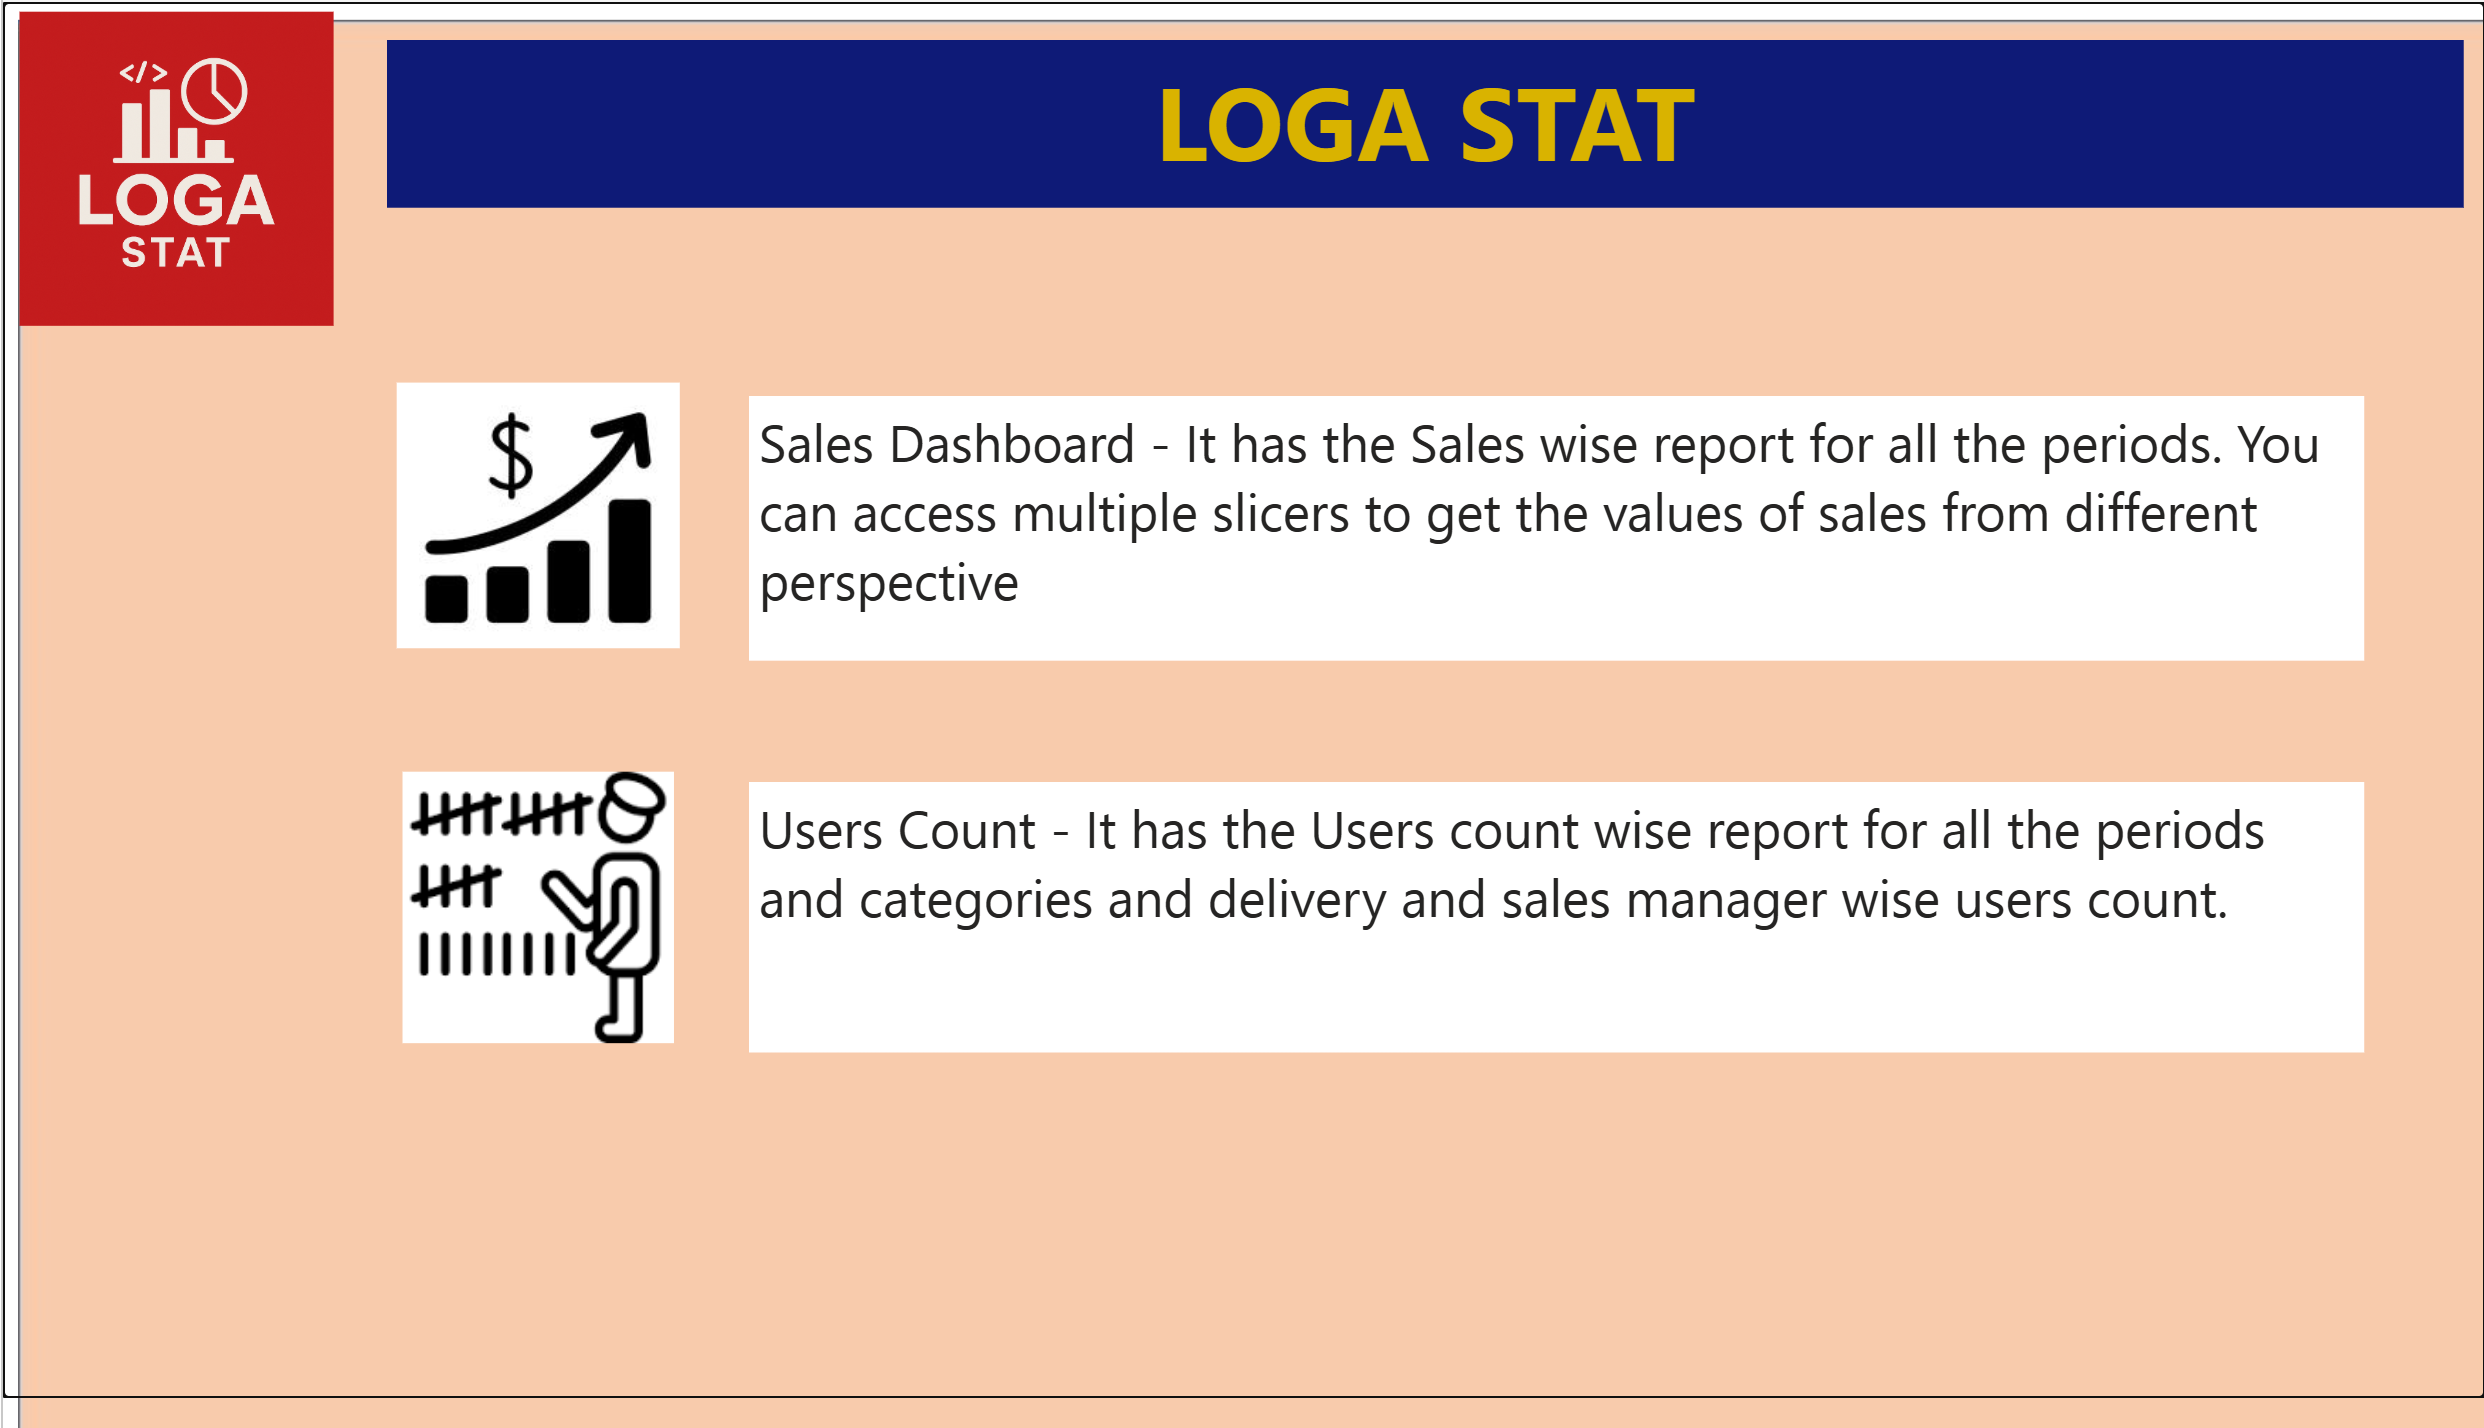 </>
LOGA
STAT
LOGA STAT
$
Sales Dashboard - It has the Sales wise report for all the periods. You
can access multiple slicers to get the values of sales from different
perspective
Users Count - It has the Users count wise report for all the periods
and categories and delivery and sales manager wise users count.